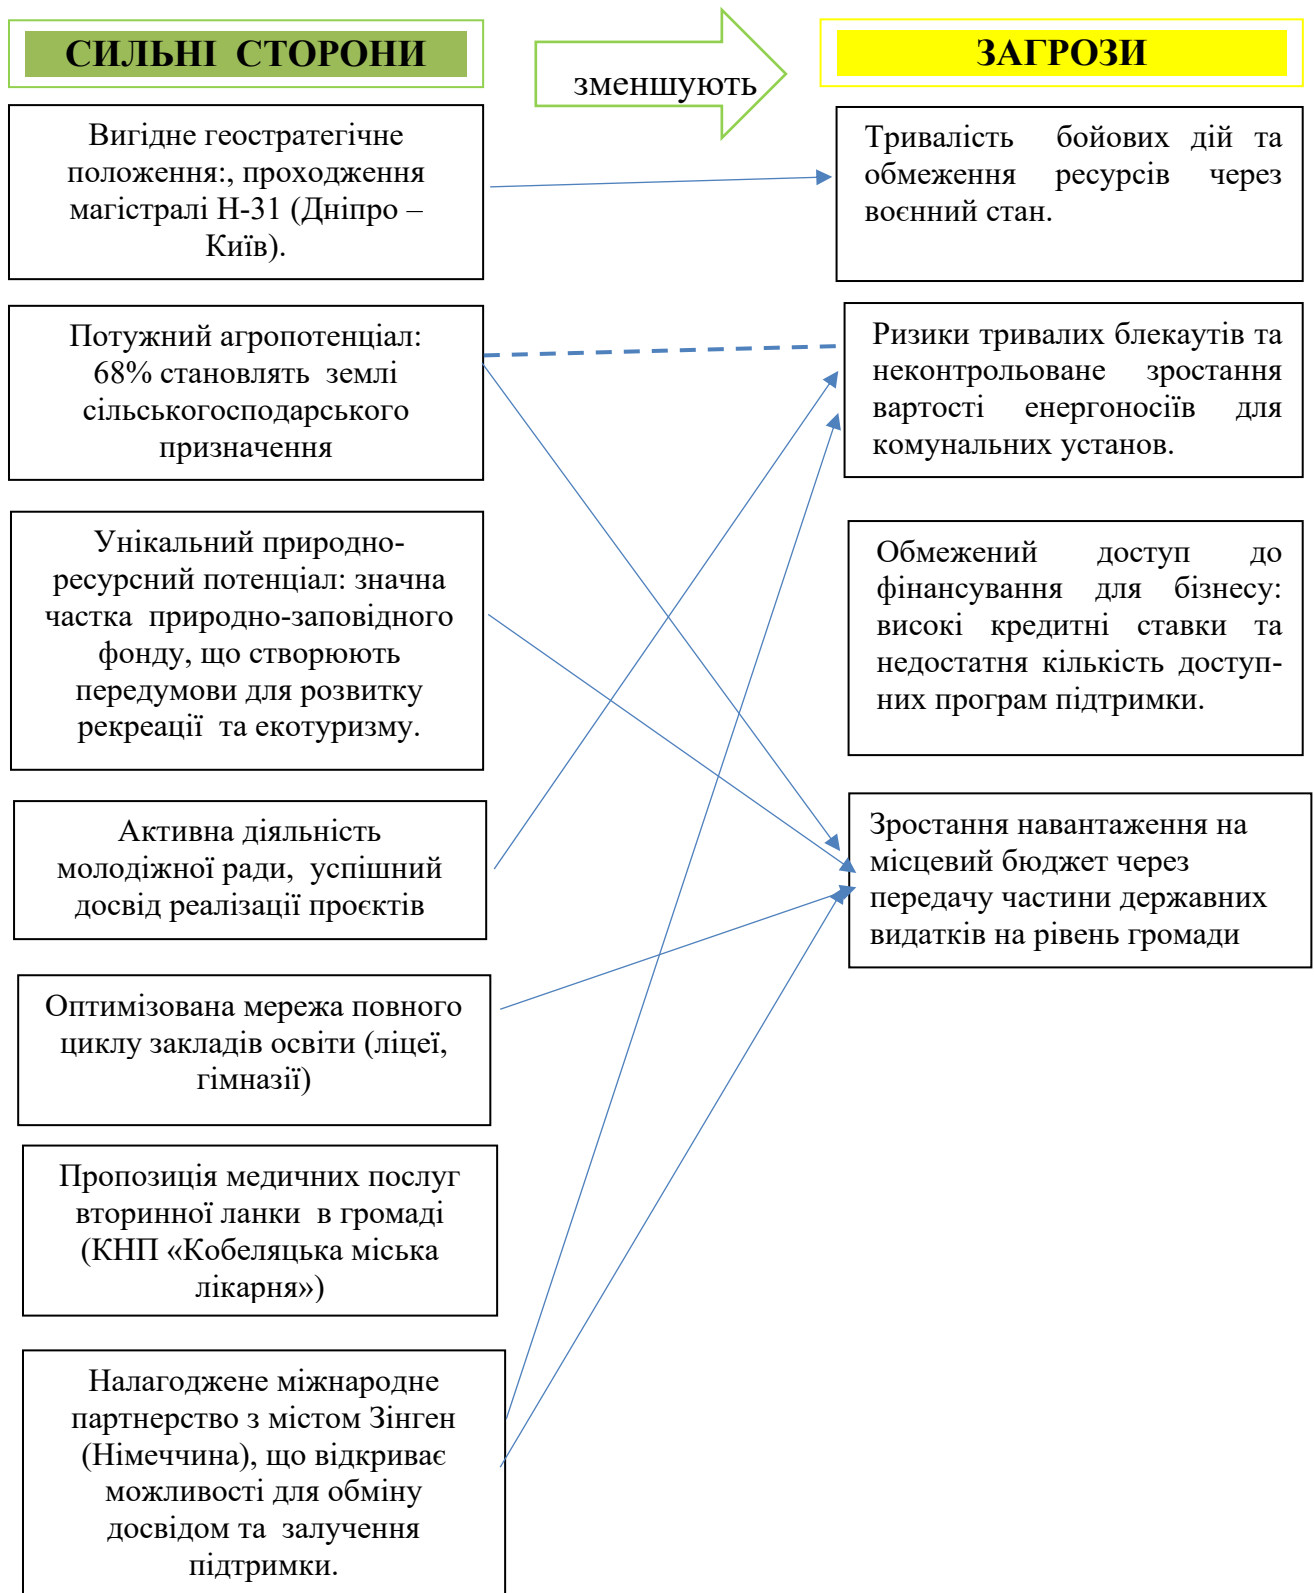 СИЛЬНІ СТОРОНИ
зменшують
ЗАГРОЗИ
Вигідне геостратегічне
положення:, проходження
магістралі Н-31 (Дніпро –
Київ).
Тривалість бойових дій та
обмеження ресурсів через
воєнний стан.
Потужний агропотенціал:
68% становлять землі
сільськогосподарського
призначення
Ризики тривалих блекаутів та
неконтрольоване зростання
вартості енергоносіїв для
комунальних установ.
Унікальний природно-
ресурсний потенціал: значна
частка природно-заповідного
фонду, що створюють
передумови для розвитку
рекреації та екотуризму.
Обмежений доступ до
фінансування для бізнесу:
високі кредитні ставки та
недостатня кількість доступ-
них програм підтримки.
Активна діяльність
молодіжної ради, успішний
досвід реалізації проєктів
Зростання навантаження на
місцевий бюджет через
передачу частини державних
видатків на рівень громади
Оптимізована мережа повного
циклу закладів освіти (ліцеї,
гімназії)
Пропозиція медичних послуг
вторинної ланки в громаді
(КНП «Кобеляцька міська
лікарня»)
Налагоджене міжнародне
партнерство з містом Зінген
(Німеччина), що відкриває
можливості для обміну
досвідом та залучення
підтримки.